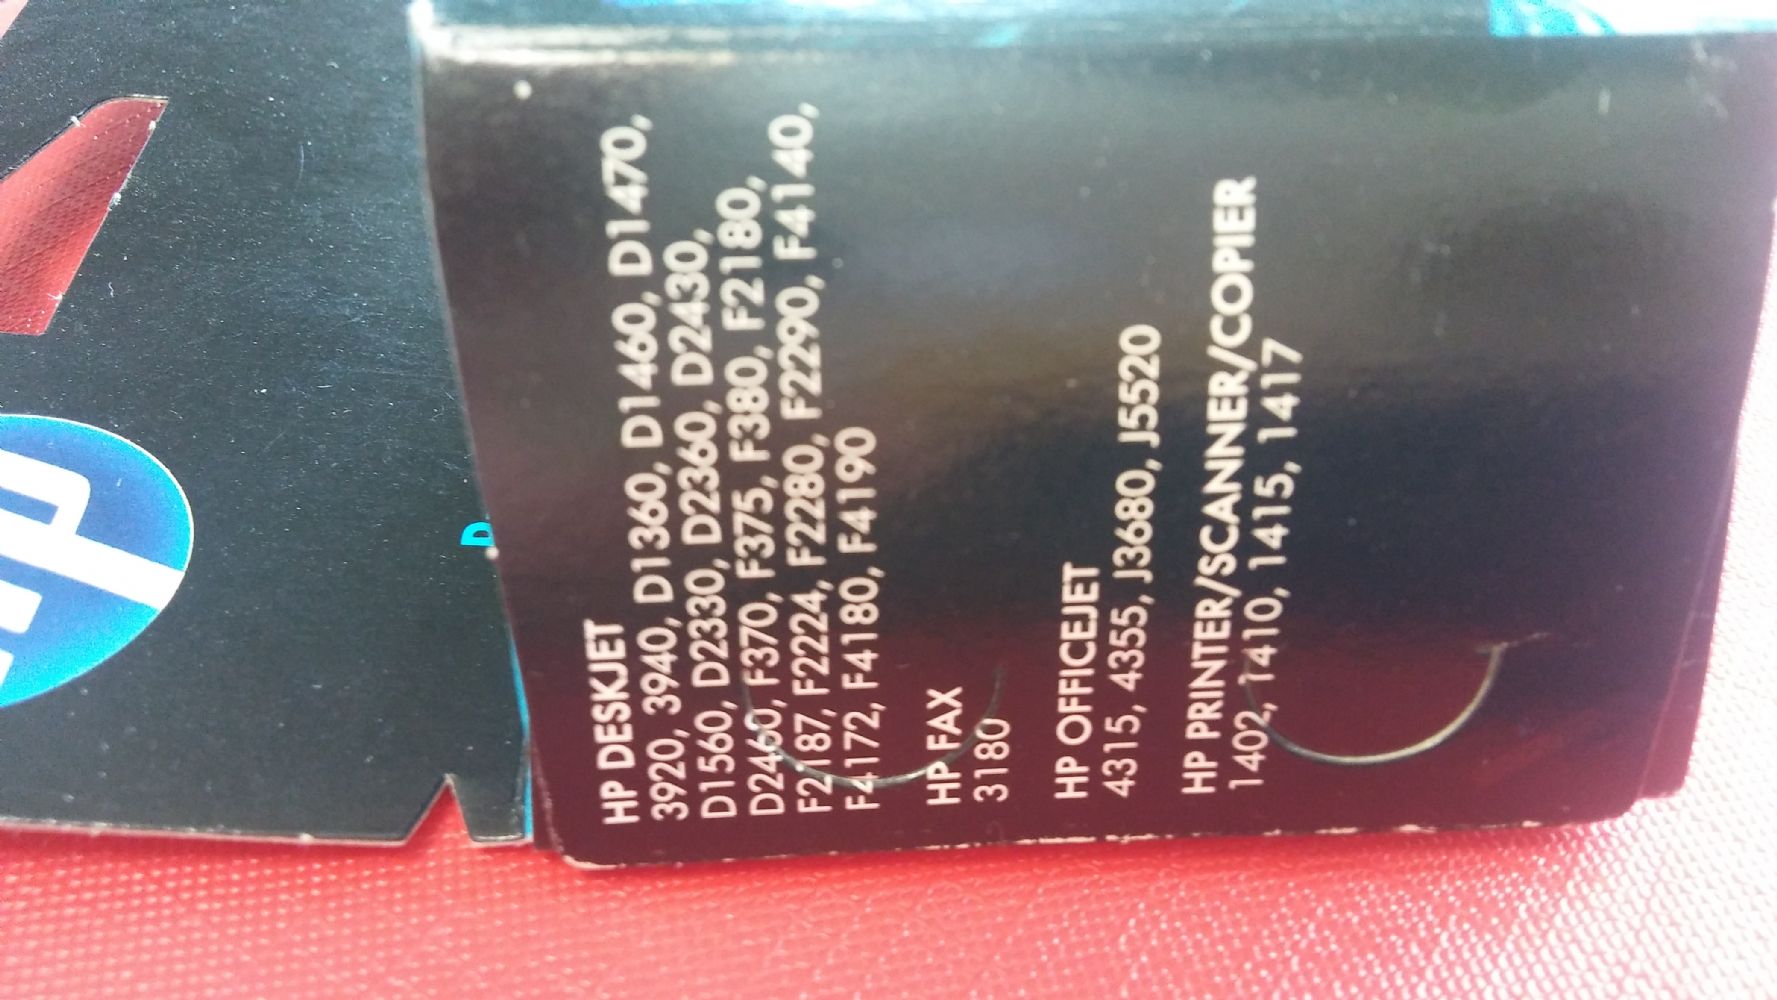 HP DESKJET
3920, 3940, D1360, D1460, D1470,
D1560, D2330, D2360, D2430,
D2460, F370, F375, F380, F2180,
F2187, F2224, F2280, F2290, F4140,
F4172, F4180, F4190
HP FAX
3180
HP OFFICEJET
4315, 4355, J3680, J5520
HP PRINTER/SCANNER/COPIER
1402, 1410, 1415, 1417